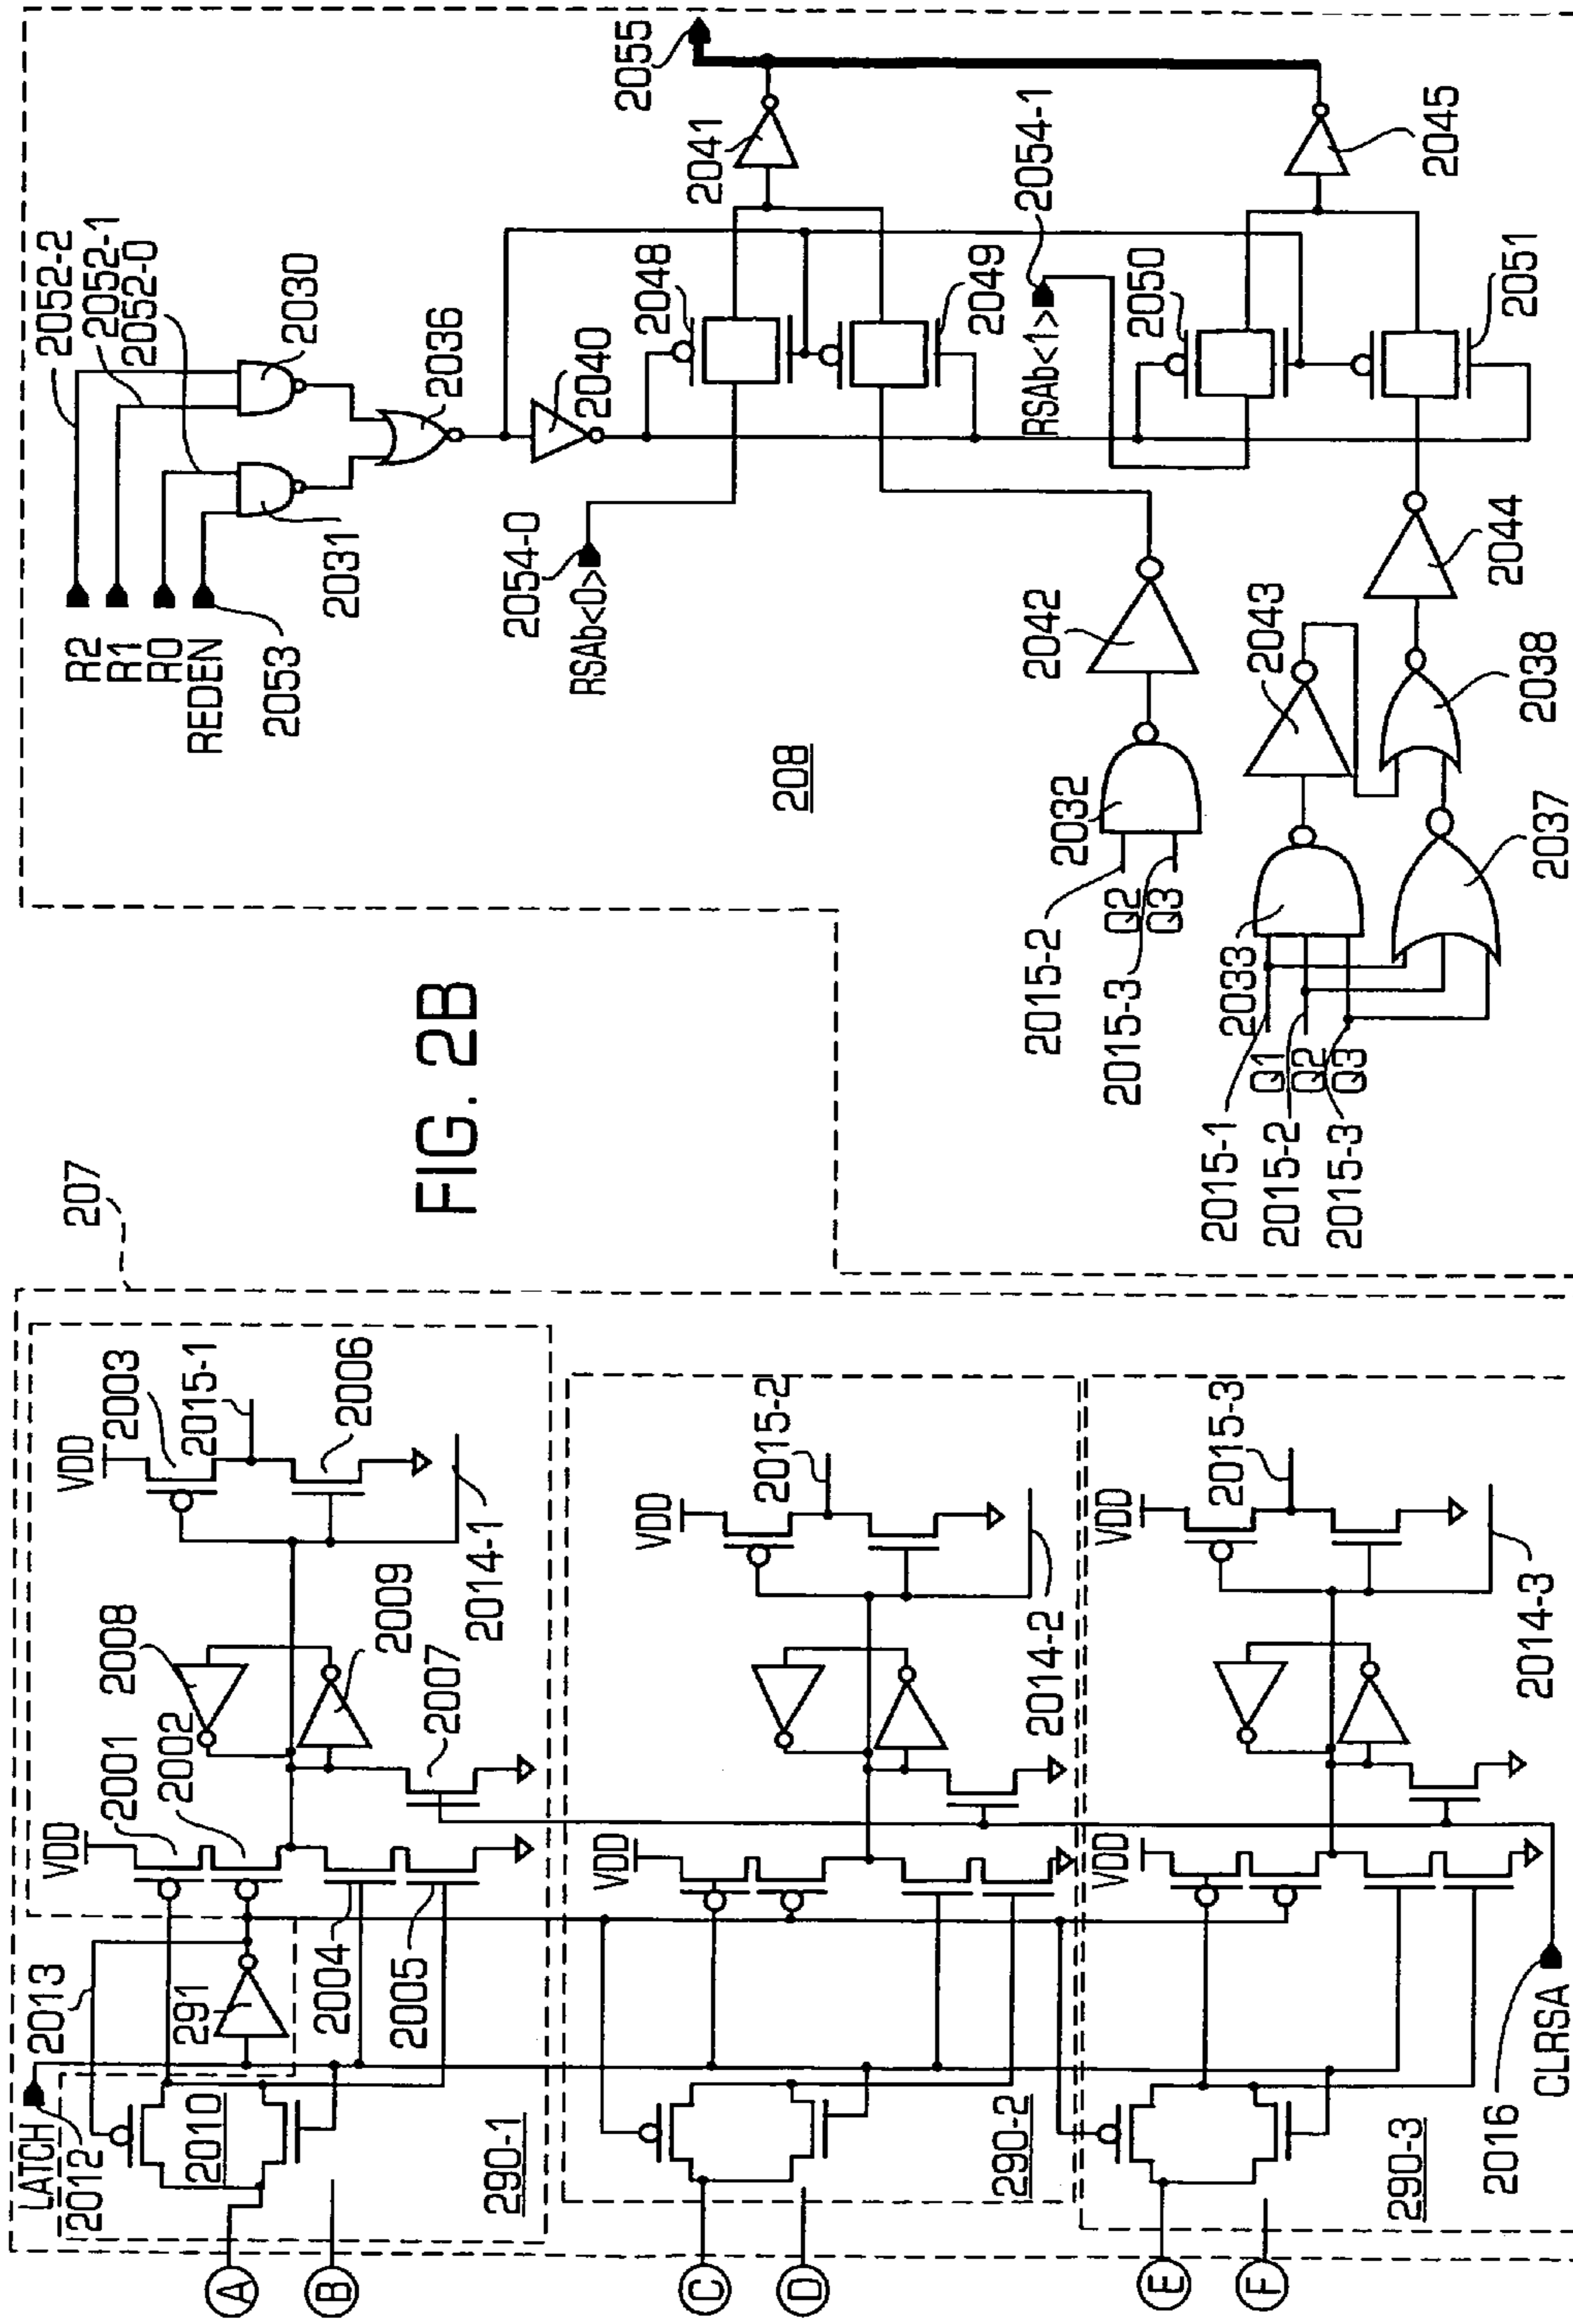 FIG. 2B
207
LATCH
2012
2013
291
2010
VDD
2001
2002
2004
2005
2008
2009
2007
VDD
2003
2015-1
2006
2014-1
290-1
A
B
VDD
VDD
2015-2
2014-2
290-2
C
D
VDD
VDD
2015-3
2014-3
290-3
E
F
2016
CLRSA
2052-2
2052-1
2052-0
R2
R1
R0
REDEN
2053
2030
2031
2036
2040
2054-0
RSAb<0>
2048
2049
2041
2055
2054-1
RSAb<1>
2050
2051
2045
208
2015-2
Q2
2015-3
Q3
2032
2042
2015-1
Q1
2015-2
Q2
2015-3
Q3
2033
2043
2037
2038
2044